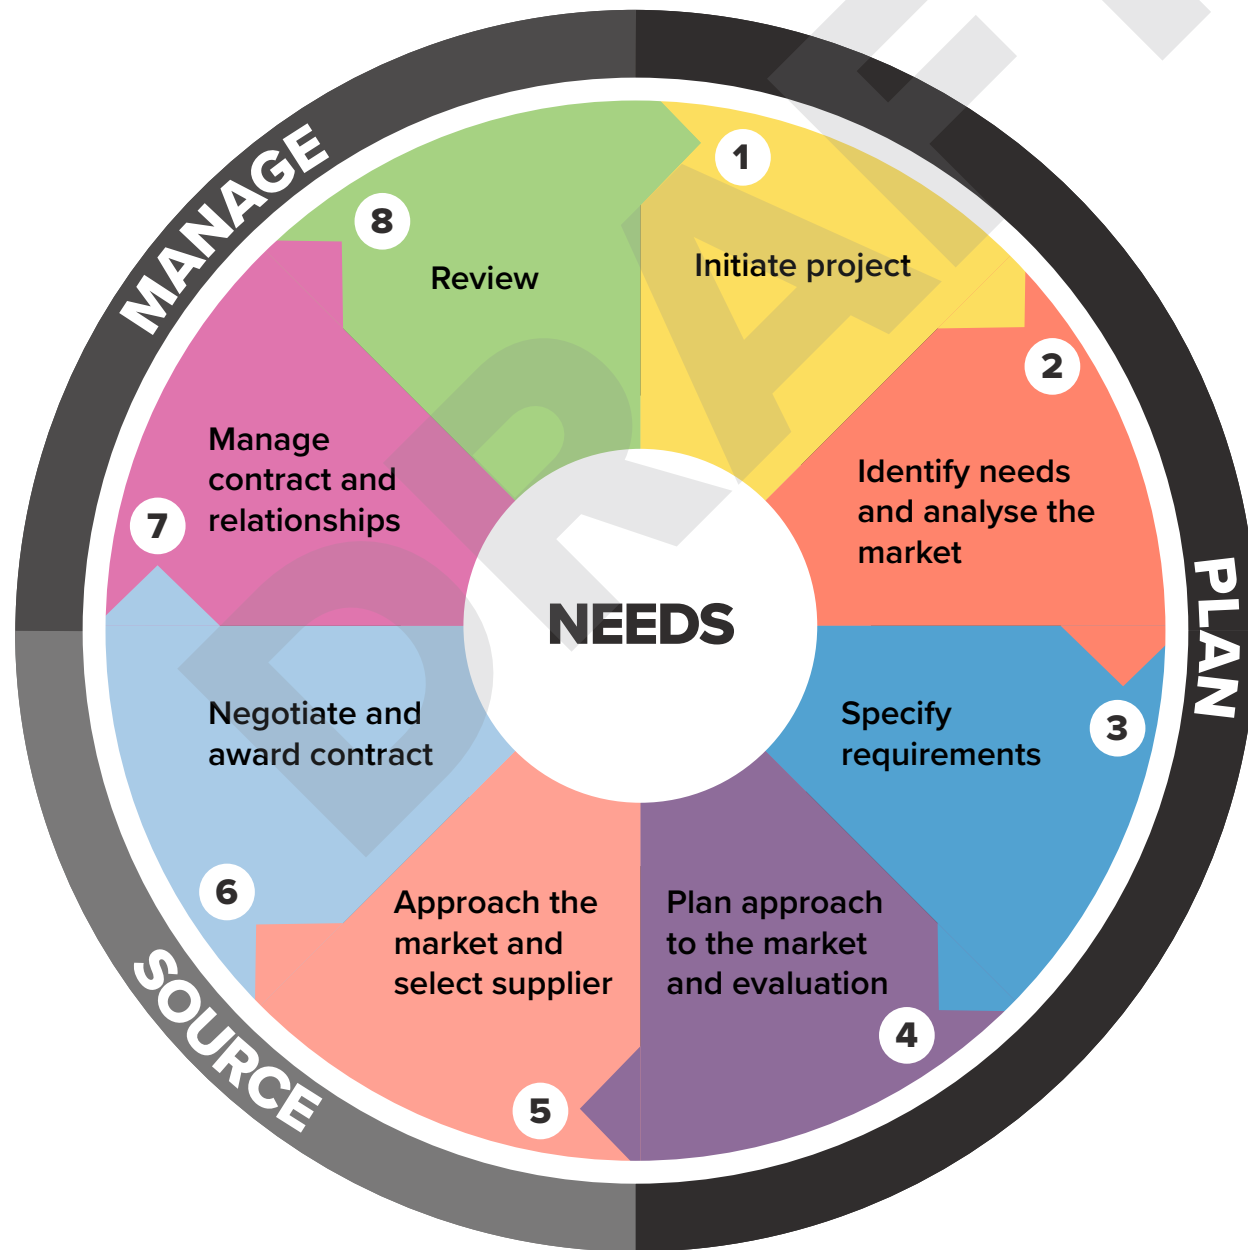 MANAGE
PLAN
SOURCE
NEEDS
1
Initiate project
2
Identify needs
and analyse the
market
3
Specify
requirements
4
Plan approach
to the market
and evaluation
5
Approach the
market and
select supplier
6
Negotiate and
award contract
7
Manage
contract and
relationships
8
Review
DRAFT